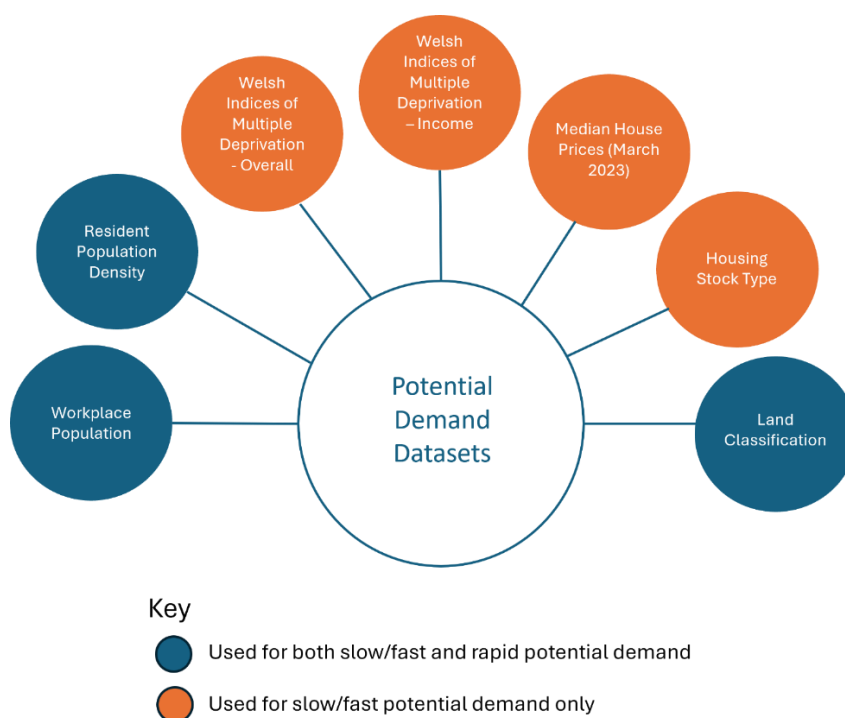 Welsh
Indices of
Multiple
Deprivation
- Overall
Welsh
Indices of
Multiple
Deprivation
– Income
Median House
Prices (March
2023)
Resident
Population
Density
Housing
Stock Type
Workplace
Population
Potential
Demand
Datasets
Land
Classification
Key
Used for both slow/fast and rapid potential demand
Used for slow/fast potential demand only